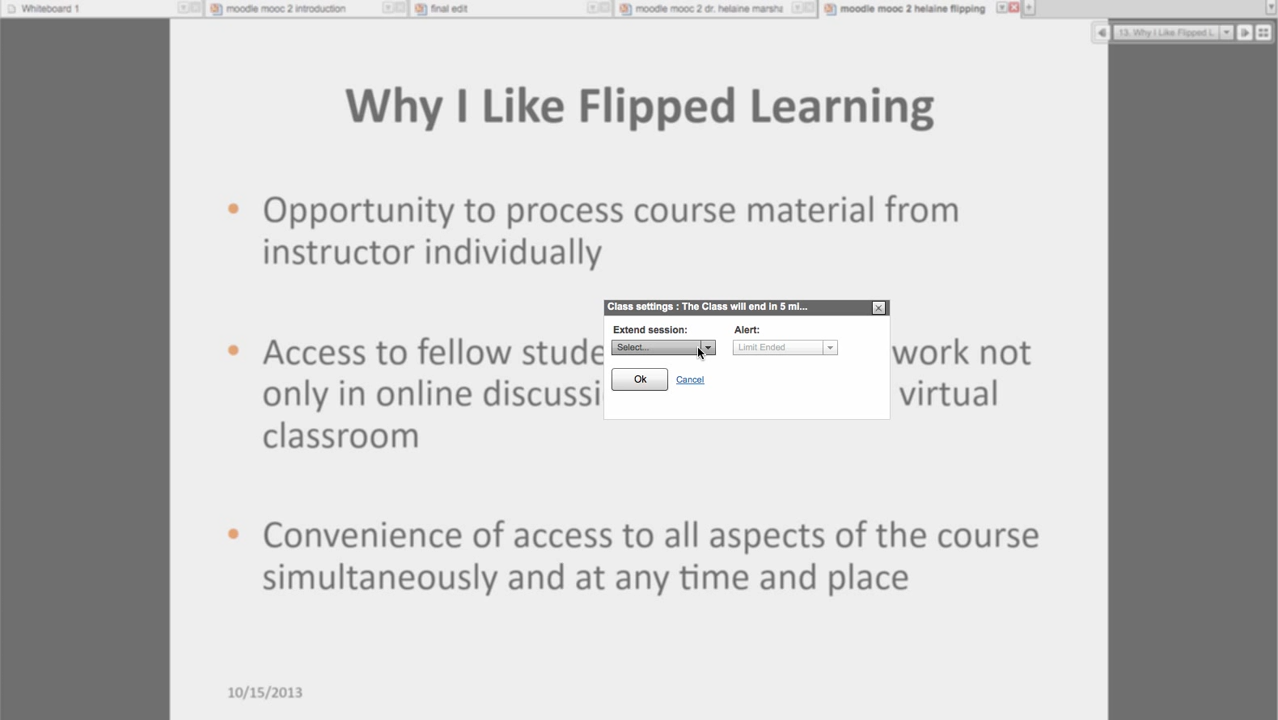 Whiteboard 1
moodle mooc 2 introduction
final edit
moodle mooc 2 dr. helaine marsha
moodle mooc 2 helaine flipping
13. Why I Like Flipped L
Why I Like Flipped Learning
Opportunity to process course material from
instructor individually
Class settings : The Class will end in 5 mi...
Extend session: Alert:
Select... Limit Ended
Ok Cancel
Access to fellow work not
only in online virtual
classroom
Convenience of access to all aspects of the course
simultaneously and at any time and place
10/15/2013